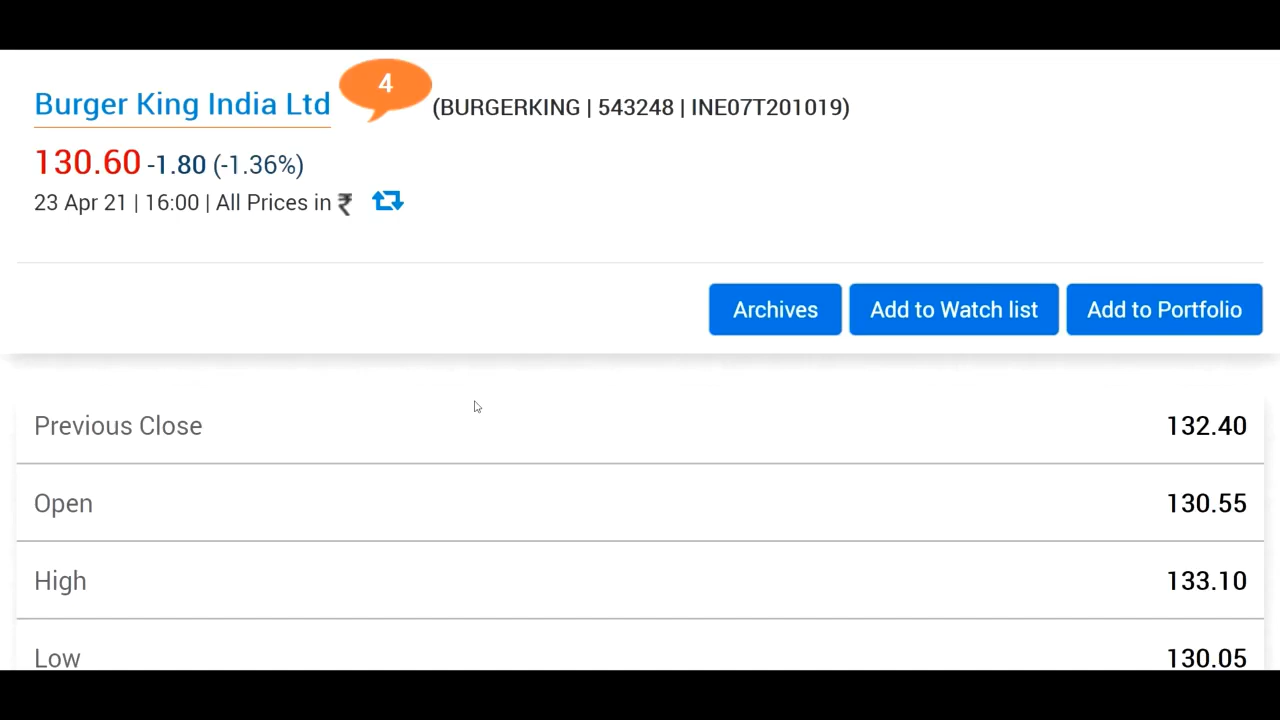 Burger King India Ltd 4 (BURGERKING | 543248 | INE07T201019)
130.60 -1.80 (-1.36%)
23 Apr 21 | 16:00 | All Prices in ₹
Archives Add to Watch list Add to Portfolio
Previous Close 132.40
Open 130.55
High 133.10
Low 130.05